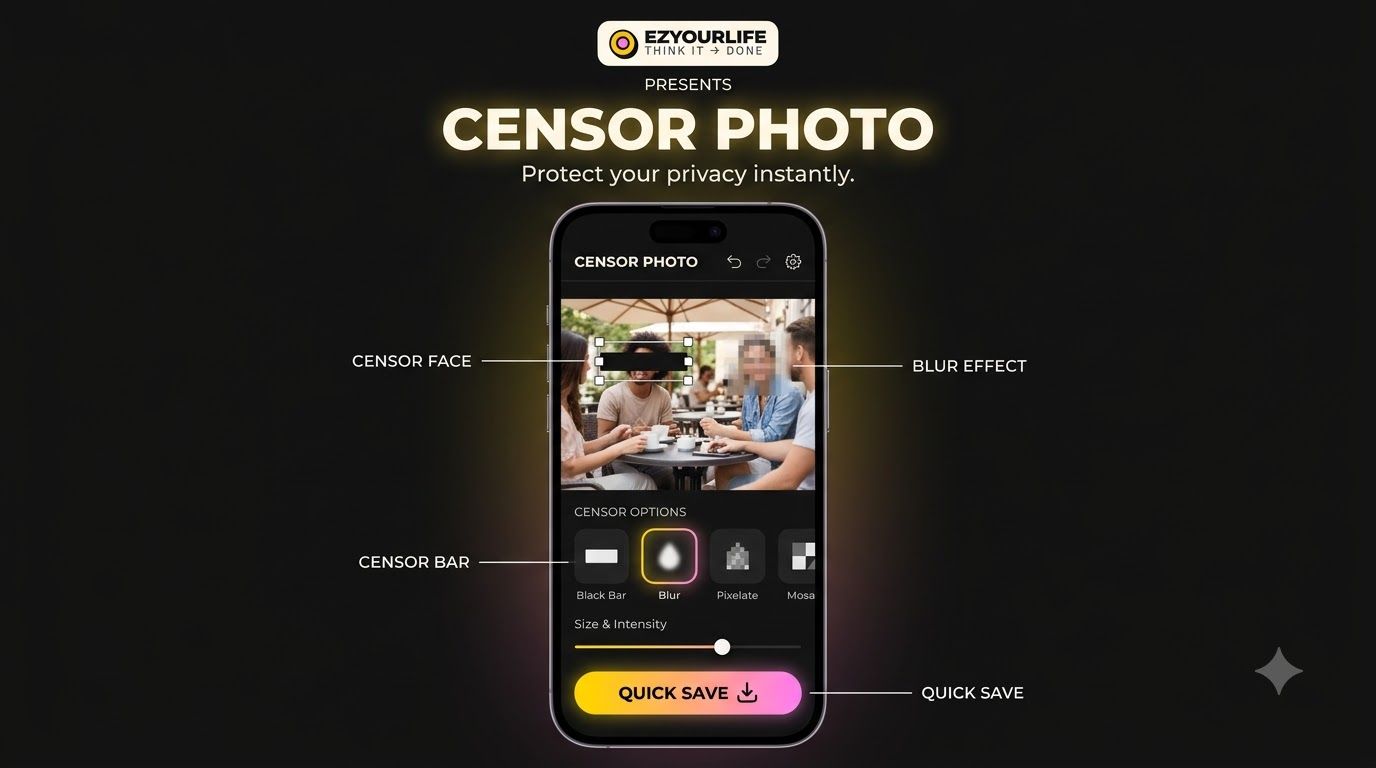 EZYOURLIFE
THINK IT → DONE
PRESENTS
CENSOR PHOTO
Protect your privacy instantly.
CENSOR PHOTO
CENSOR FACE
BLUR EFFECT
CENSOR OPTIONS
CENSOR BAR
Black Bar
Blur
Pixelate
Mosa
Size & Intensity
QUICK SAVE
QUICK SAVE